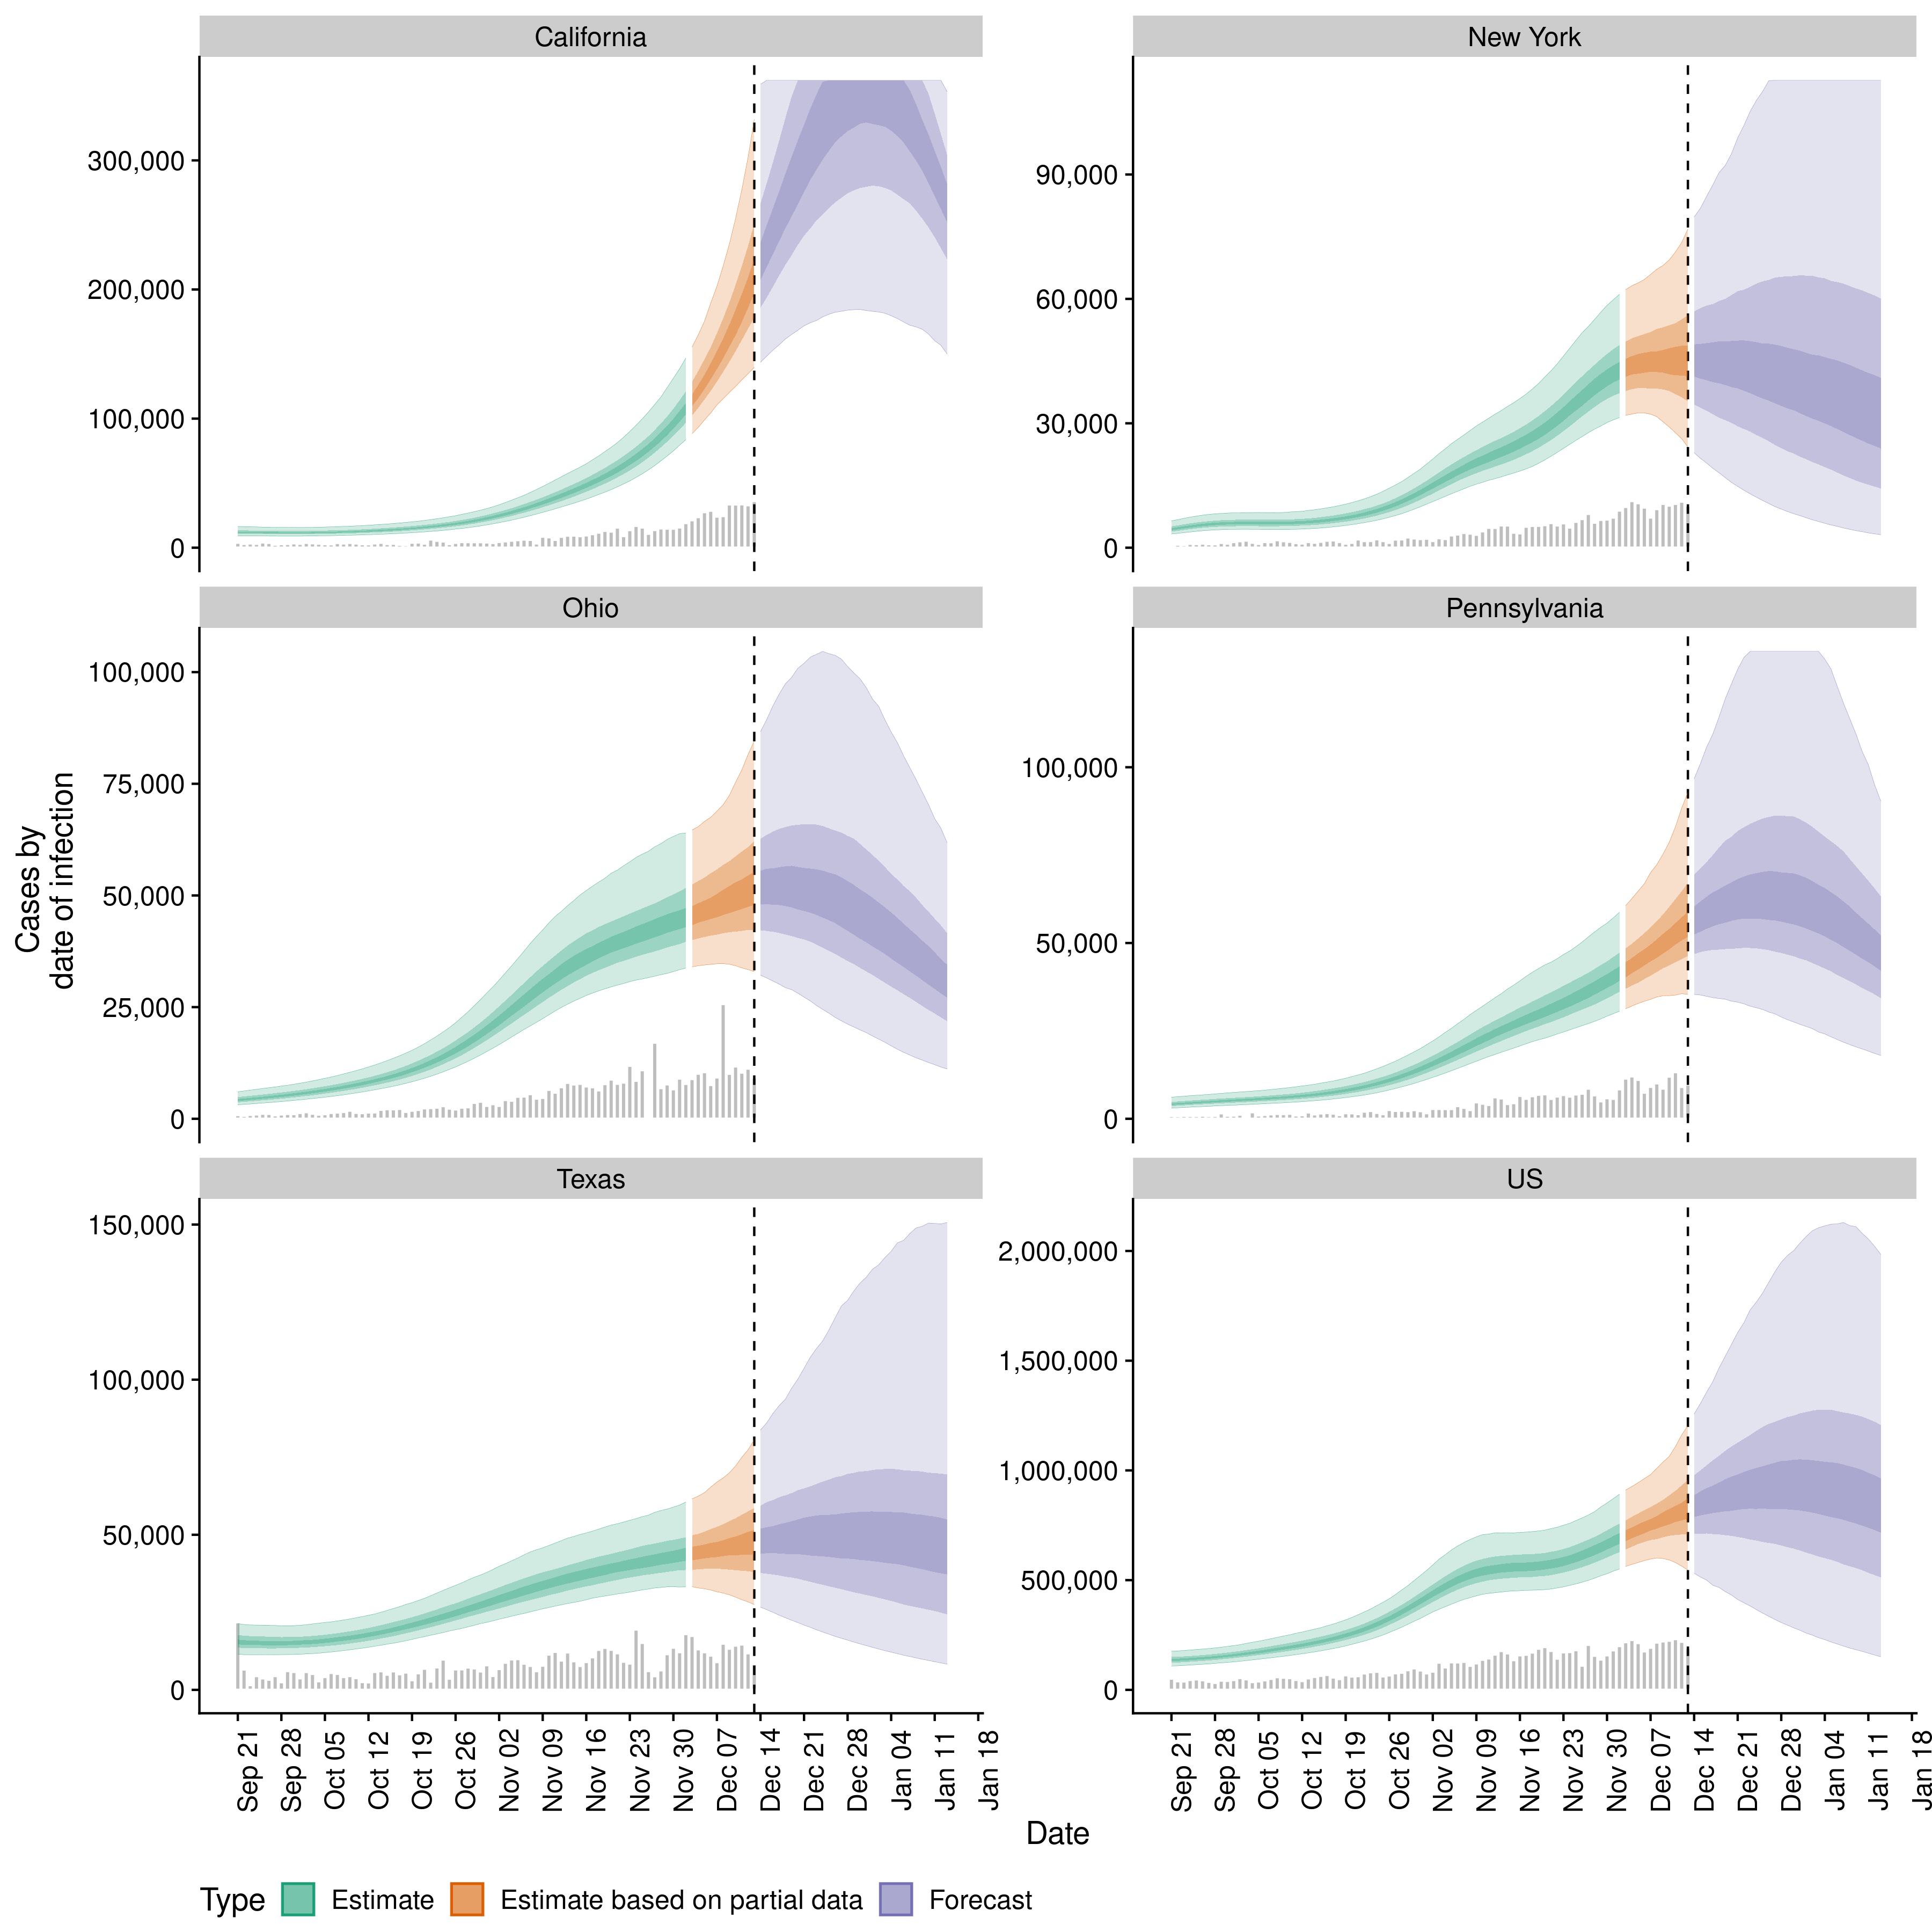 California
New York
300,000
200,000
100,000
0
90,000
60,000
30,000
0
Ohio
Pennsylvania
100,000
75,000
50,000
25,000
0
100,000
50,000
0
Cases by
date of infection
Texas
US
150,000
100,000
50,000
0
2,000,000
1,500,000
1,000,000
500,000
0
Sep 21
Sep 28
Oct 05
Oct 12
Oct 19
Oct 26
Nov 02
Nov 09
Nov 16
Nov 23
Nov 30
Dec 07
Dec 14
Dec 21
Dec 28
Jan 04
Jan 11
Jan 18
Sep 21
Sep 28
Oct 05
Oct 12
Oct 19
Oct 26
Nov 02
Nov 09
Nov 16
Nov 23
Nov 30
Dec 07
Dec 14
Dec 21
Dec 28
Jan 04
Jan 11
Jan 18
Date
Type Estimate Estimate based on partial data Forecast